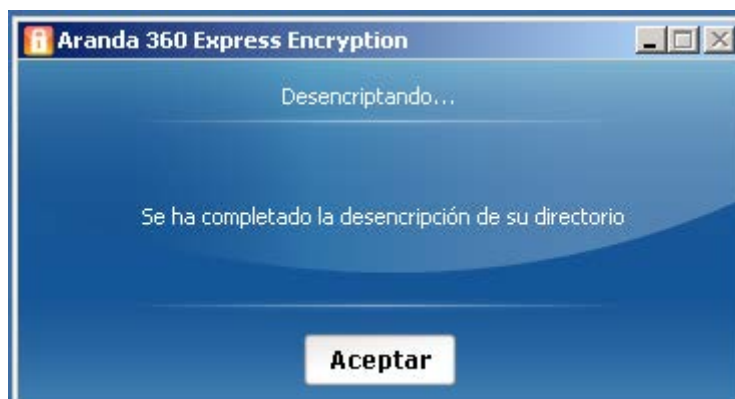 Aranda 360 Express Encryption
Desencriptando...
Se ha completado la desencripción de su directorio
Aceptar